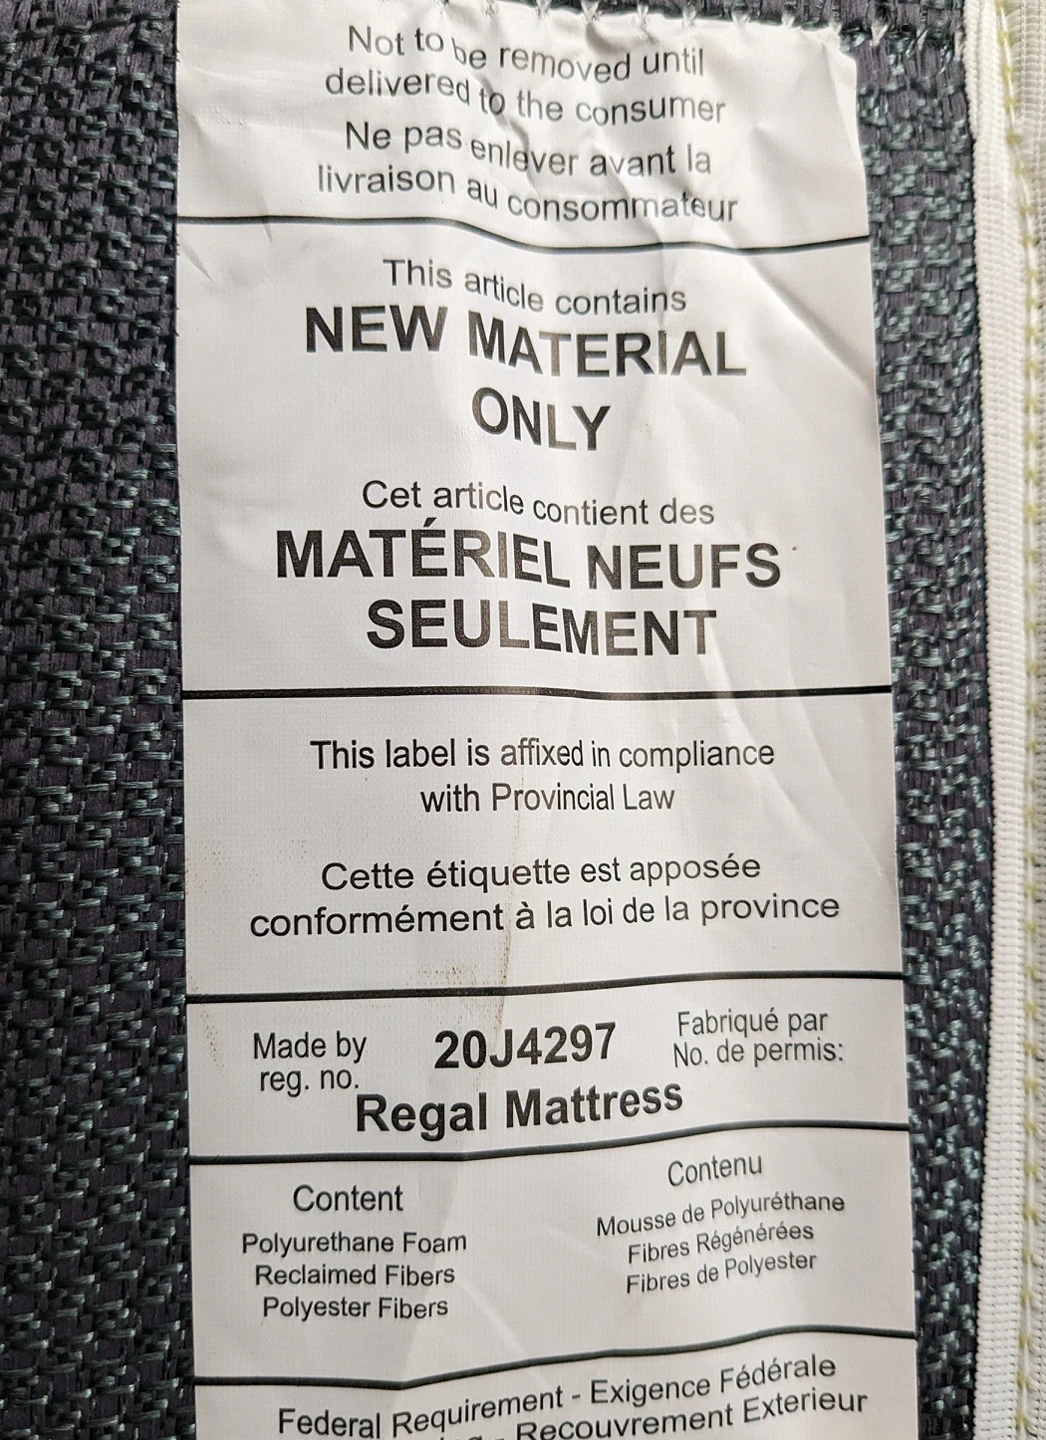 Not to be removed until
delivered to the consumer
Ne pas enlever avant la
livraison au consommateur
This article contains
NEW MATERIAL
ONLY
Cet article contient des
MATÉRIEL NEUFS
SEULEMENT
This label is affixed in compliance
with Provincial Law
Cette étiquette est apposée
conformément à la loi de la province
Made by
reg. no.
20J4297
Fabriqué par
No. de permis:
Regal Mattress
Content
Polyurethane Foam
Reclaimed Fibers
Polyester Fibers
Contenu
Mousse de Polyuréthane
Fibres Régénérées
Fibres de Polyester
Federal Requirement - Exigence Fédérale
- Recouvrement Exterieur